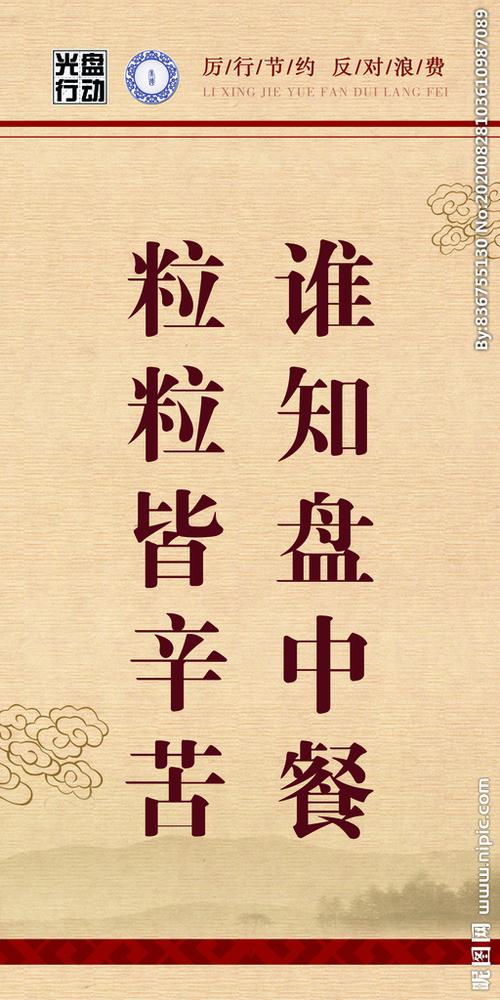 光盘
行动
厉/行/节/约 反/对/浪/费
LI XING JIE YUE FAN DUI LANG FEI
谁知盘中餐
粒粒皆辛苦
By:836755130 No:20200828103610987089
昵图网 www.nipic.com